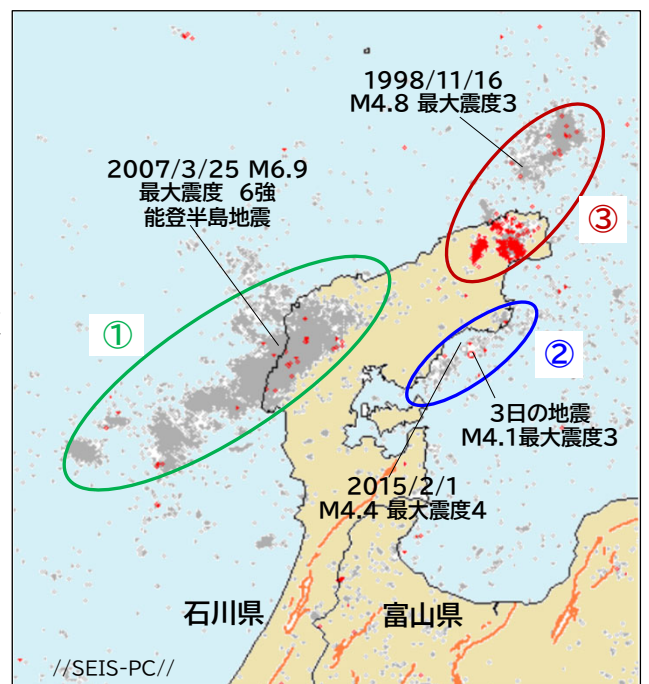 1998/11/16
M4.8 最大震度3
2007/3/25 M6.9
最大震度 6強
能登半島地震
③
①
②
3日の地震
M4.1最大震度3
2015/2/1
M4.4 最大震度4
石川県
富山県
//SEIS-PC//